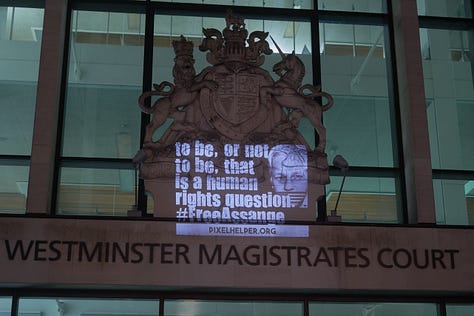 to be, or not
to be, that
is a human
rights question
#FreeAssange
PIXELHELPER.ORG
WESTMINSTER MAGISTRATES COURT